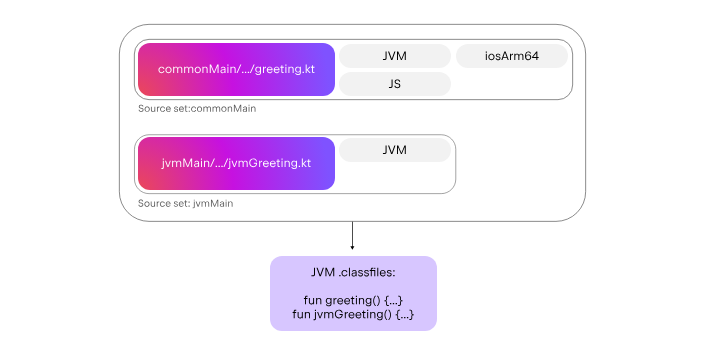 commonMain/.../greeting.kt
JVM
iosArm64
JS
Source set:commonMain
jvmMain/.../jvmGreeting.kt
JVM
Source set: jvmMain
JVM .classfiles:
fun greeting() {...}
fun jvmGreeting() {...}